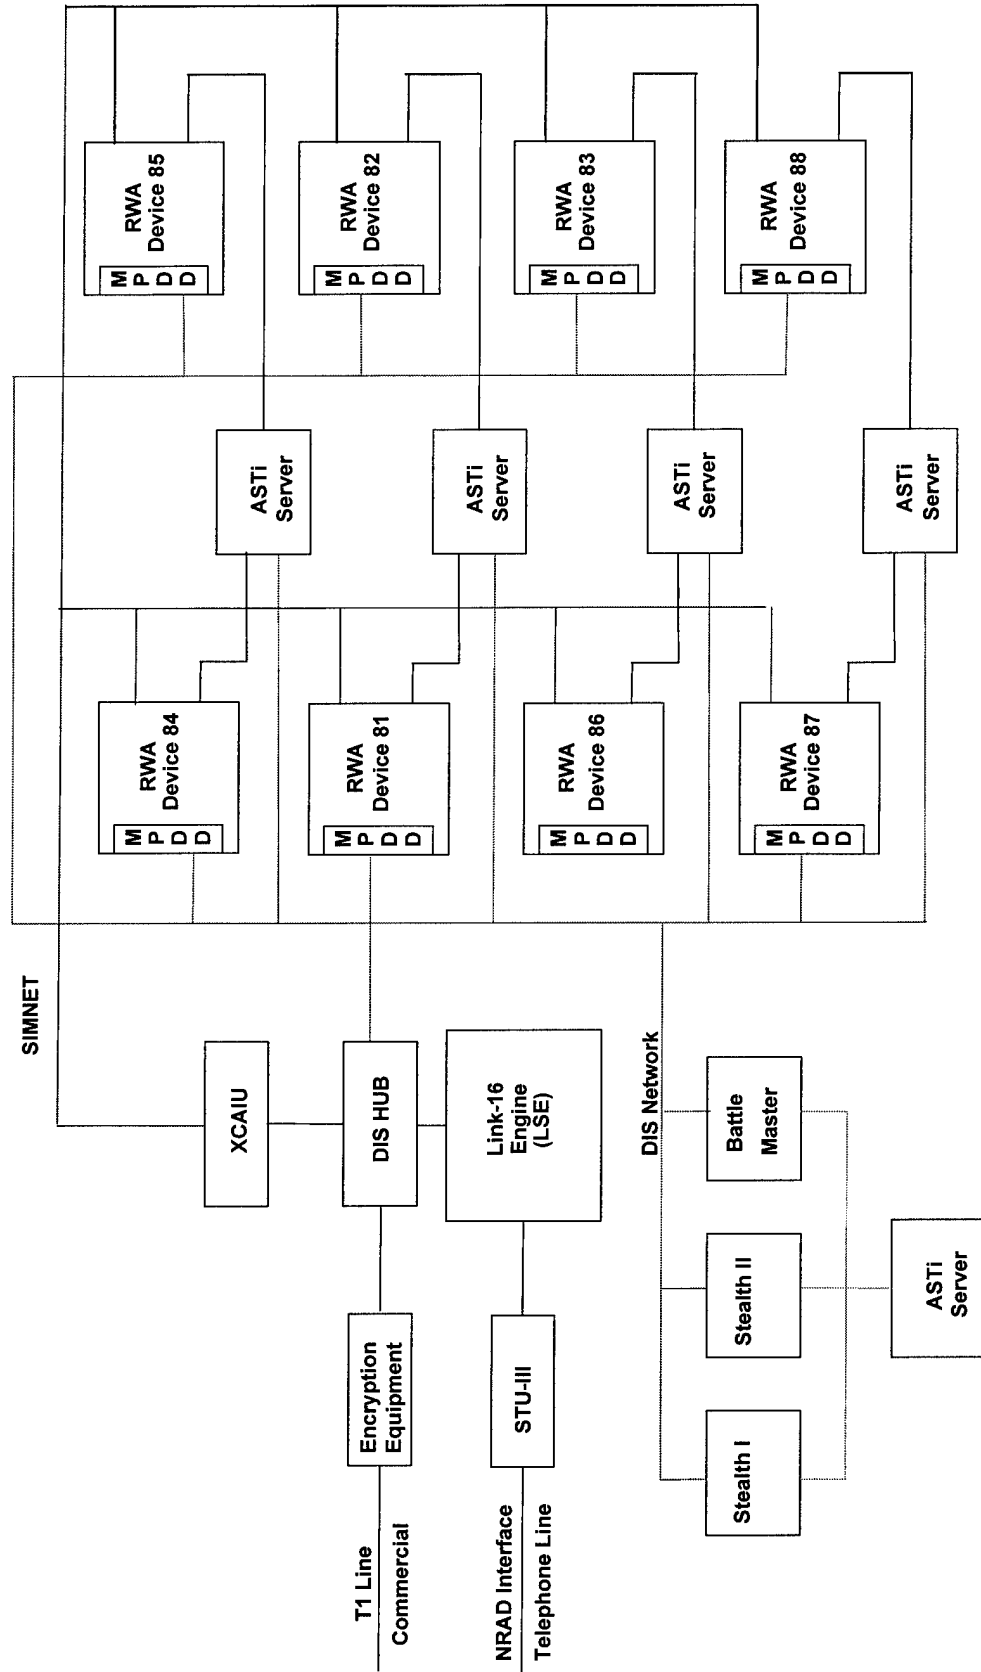 SIMNET
RWA
Device 84
M
P
D
D
ASTi
Server
RWA
Device 85
M
P
D
D
XCAIU
RWA
Device 81
M
P
D
D
ASTi
Server
RWA
Device 82
M
P
D
D
T1 Line
Commercial
Encryption
Equipment
DIS HUB
NRAD Interface
Telephone Line
STU-III
Link-16
Engine
(LSE)
RWA
Device 86
M
P
D
D
ASTi
Server
RWA
Device 83
M
P
D
D
DIS Network
Stealth I
Stealth II
Battle
Master
RWA
Device 87
M
P
D
D
ASTi
Server
RWA
Device 88
M
P
D
D
ASTi
Server